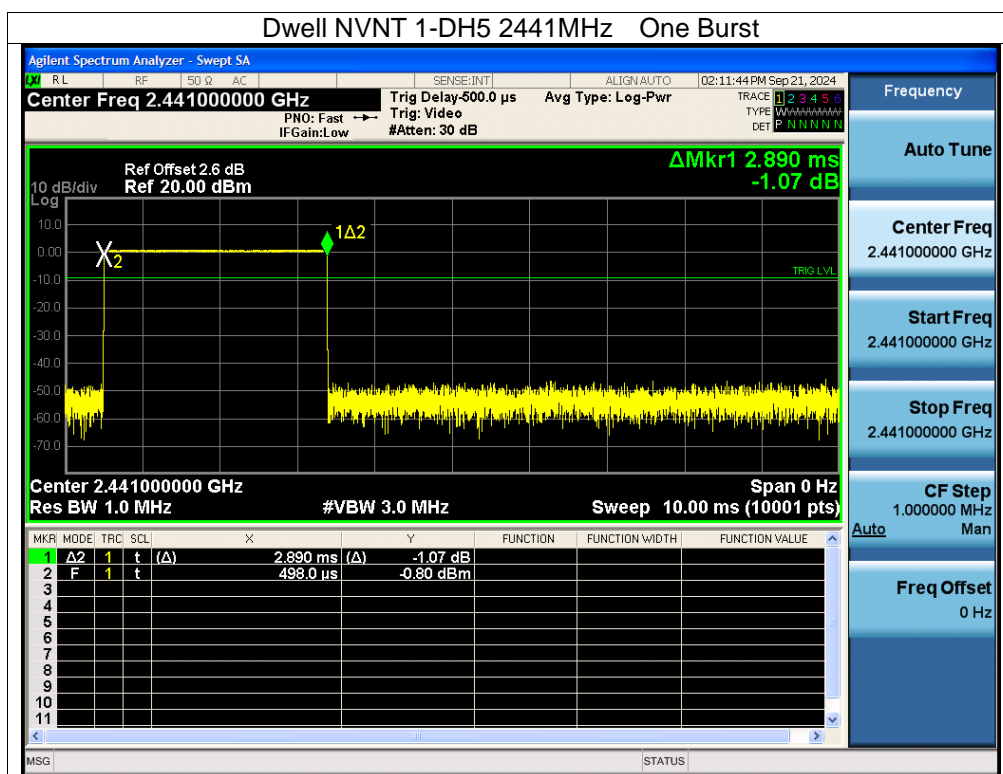 Dwell NVNT 1-DH5 2441MHz One Burst
Agilent Spectrum Analyzer - Swept SA
LXI RL RF 50 Ω AC SENSE:INT ALIGN AUTO 02:11:44 PM Sep 21, 2024
Center Freq 2.441000000 GHz
PNO: Fast
IFGain:Low
Trig Delay-500.0 µs
Trig: Video
#Atten: 30 dB
Avg Type: Log-Pwr
TRACE 1 2 3 4 5 6
TYPE WWWWWWW
DET P N N N N N
Frequency
Auto Tune
Center Freq
2.441000000 GHz
Start Freq
2.441000000 GHz
Stop Freq
2.441000000 GHz
CF Step
1.000000 MHz
Auto Man
Freq Offset
0 Hz
ΔMkr1 2.890 ms
-1.07 dB
Ref Offset 2.6 dB
10 dB/div Ref 20.00 dBm
Log
10.0
0.00
-10.0
-20.0
-30.0
-40.0
-50.0
-60.0
-70.0
1Δ2
X2
TRIG LVL
Center 2.441000000 GHz Span 0 Hz
Res BW 1.0 MHz #VBW 3.0 MHz Sweep 10.00 ms (10001 pts)
MKR MODE TRC SCL X Y FUNCTION FUNCTION WIDTH FUNCTION VALUE
1 Δ2 1 t (Δ) 2.890 ms (Δ) -1.07 dB
2 F 1 t 498.0 µs -0.80 dBm
3
4
5
6
7
8
9
10
11
MSG STATUS